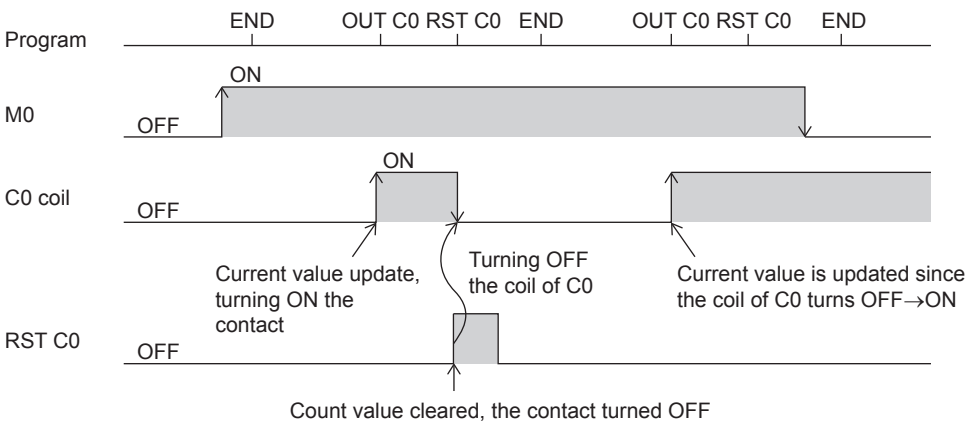 END OUT C0 RST C0 END OUT C0 RST C0 END
Program
ON
M0
OFF
ON
C0 coil
OFF
Current value update,
turning ON the
contact
Turning OFF
the coil of C0
Current value is updated since
the coil of C0 turns OFF→ON
RST C0
OFF
Count value cleared, the contact turned OFF